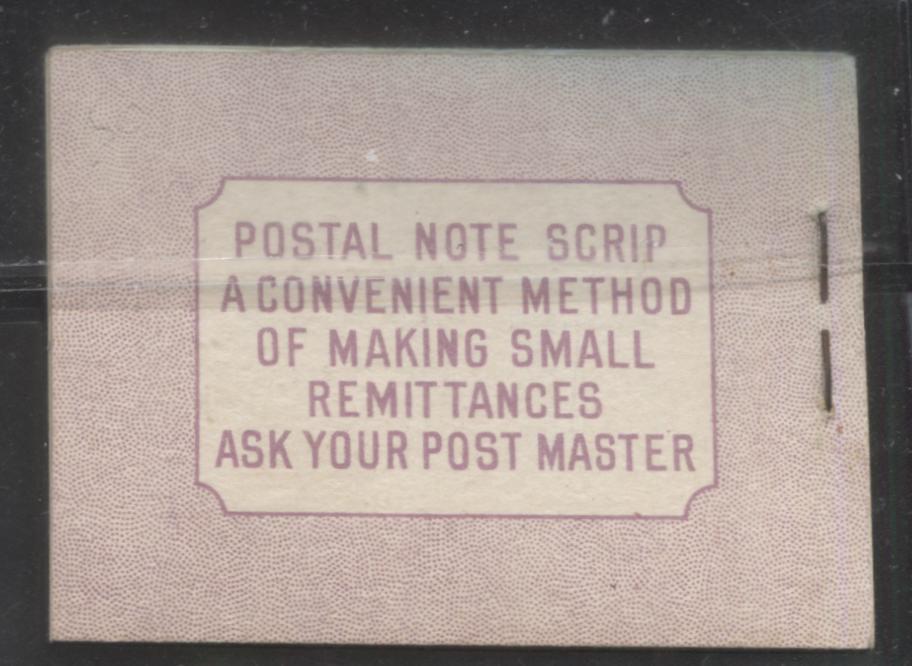 POSTAL NOTE SCRIP
A CONVENIENT METHOD
OF MAKING SMALL
REMITTANCES
ASK YOUR POST MASTER